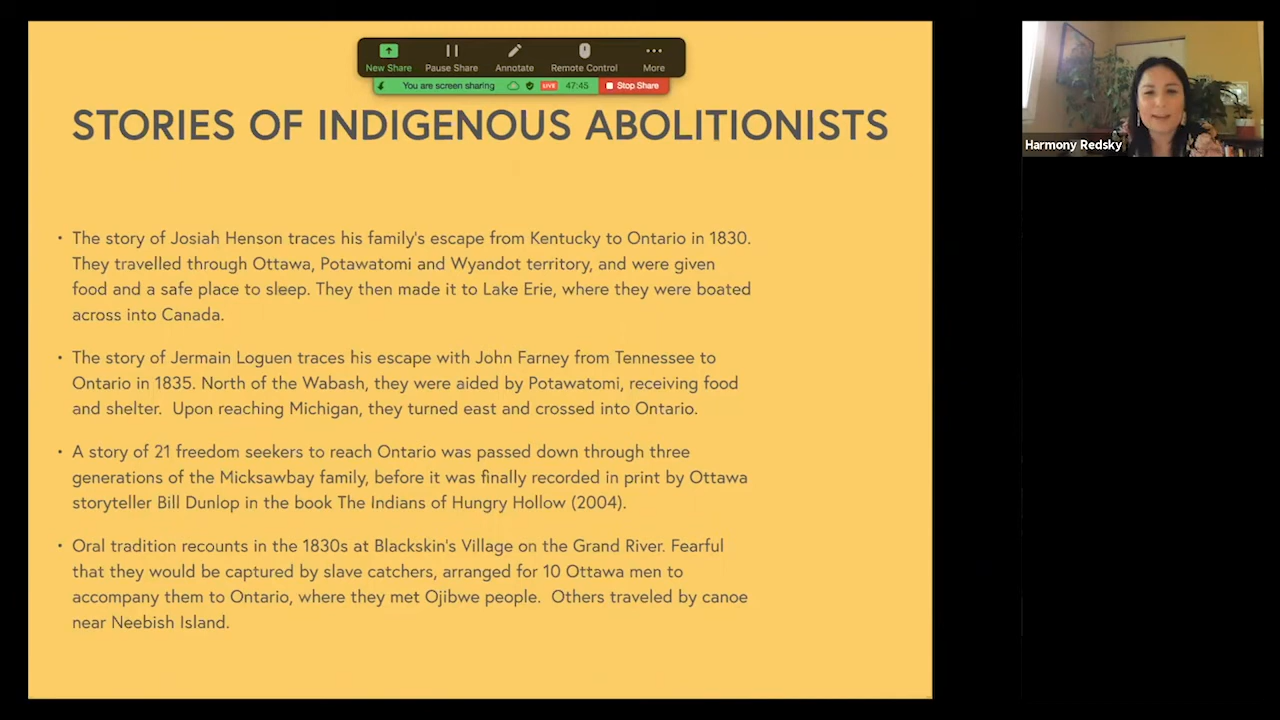 New Share
Pause Share
Annotate
Remote Control
More
You are screen sharing
LIVE
47:45
Stop Share
STORIES OF INDIGENOUS ABOLITIONISTS
Harmony Redsky
• The story of Josiah Henson traces his family's escape from Kentucky to Ontario in 1830.
They travelled through Ottawa, Potawatomi and Wyandot territory, and were given
food and a safe place to sleep. They then made it to Lake Erie, where they were boated
across into Canada.
• The story of Jermain Loguen traces his escape with John Farney from Tennessee to
Ontario in 1835. North of the Wabash, they were aided by Potawatomi, receiving food
and shelter. Upon reaching Michigan, they turned east and crossed into Ontario.
• A story of 21 freedom seekers to reach Ontario was passed down through three
generations of the Micksawbay family, before it was finally recorded in print by Ottawa
storyteller Bill Dunlop in the book The Indians of Hungry Hollow (2004).
• Oral tradition recounts in the 1830s at Blackskin's Village on the Grand River. Fearful
that they would be captured by slave catchers, arranged for 10 Ottawa men to
accompany them to Ontario, where they met Ojibwe people. Others traveled by canoe
near Neebish Island.